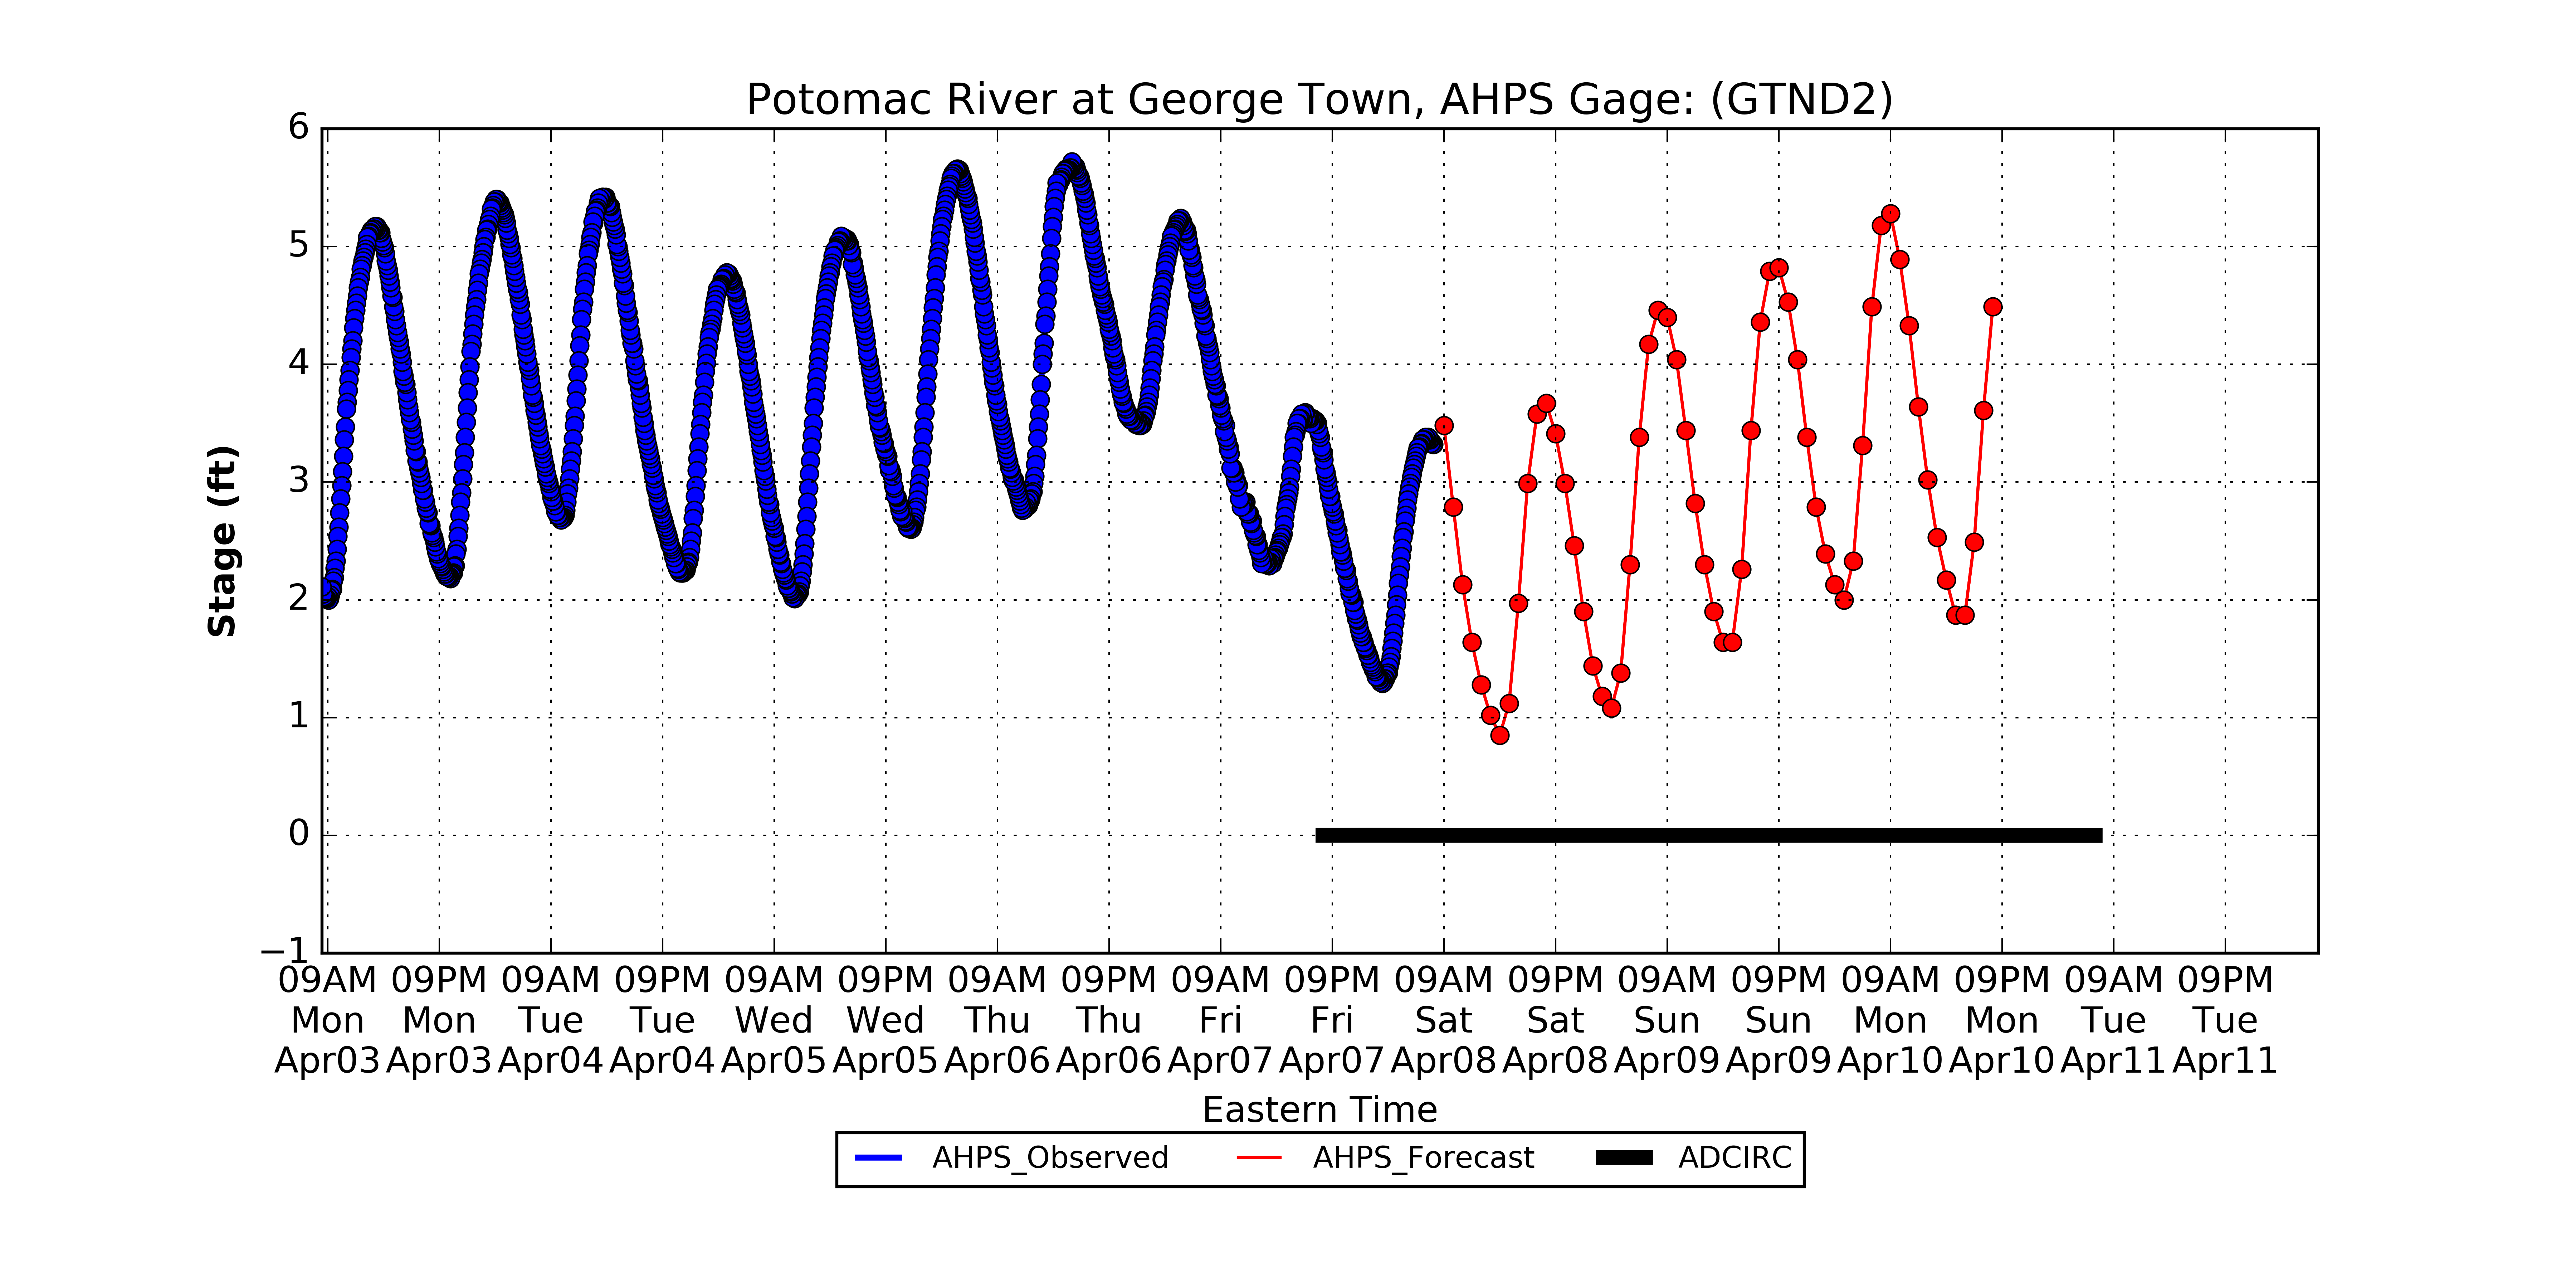 Potomac River at George Town, AHPS Gage: (GTND2)
Stage (ft)
6
5
4
3
2
1
0
−1
09AM 09PM 09AM 09PM 09AM 09PM 09AM 09PM 09AM 09PM 09AM 09PM 09AM 09PM 09AM 09PM 09AM 09PM
Mon Mon Tue Tue Wed Wed Thu Thu Fri Fri Sat Sat Sun Sun Mon Mon Tue Tue
Apr03 Apr03 Apr04 Apr04 Apr05 Apr05 Apr06 Apr06 Apr07 Apr07 Apr08 Apr08 Apr09 Apr09 Apr10 Apr10 Apr11 Apr11
Eastern Time
AHPS_Observed AHPS_Forecast ADCIRC